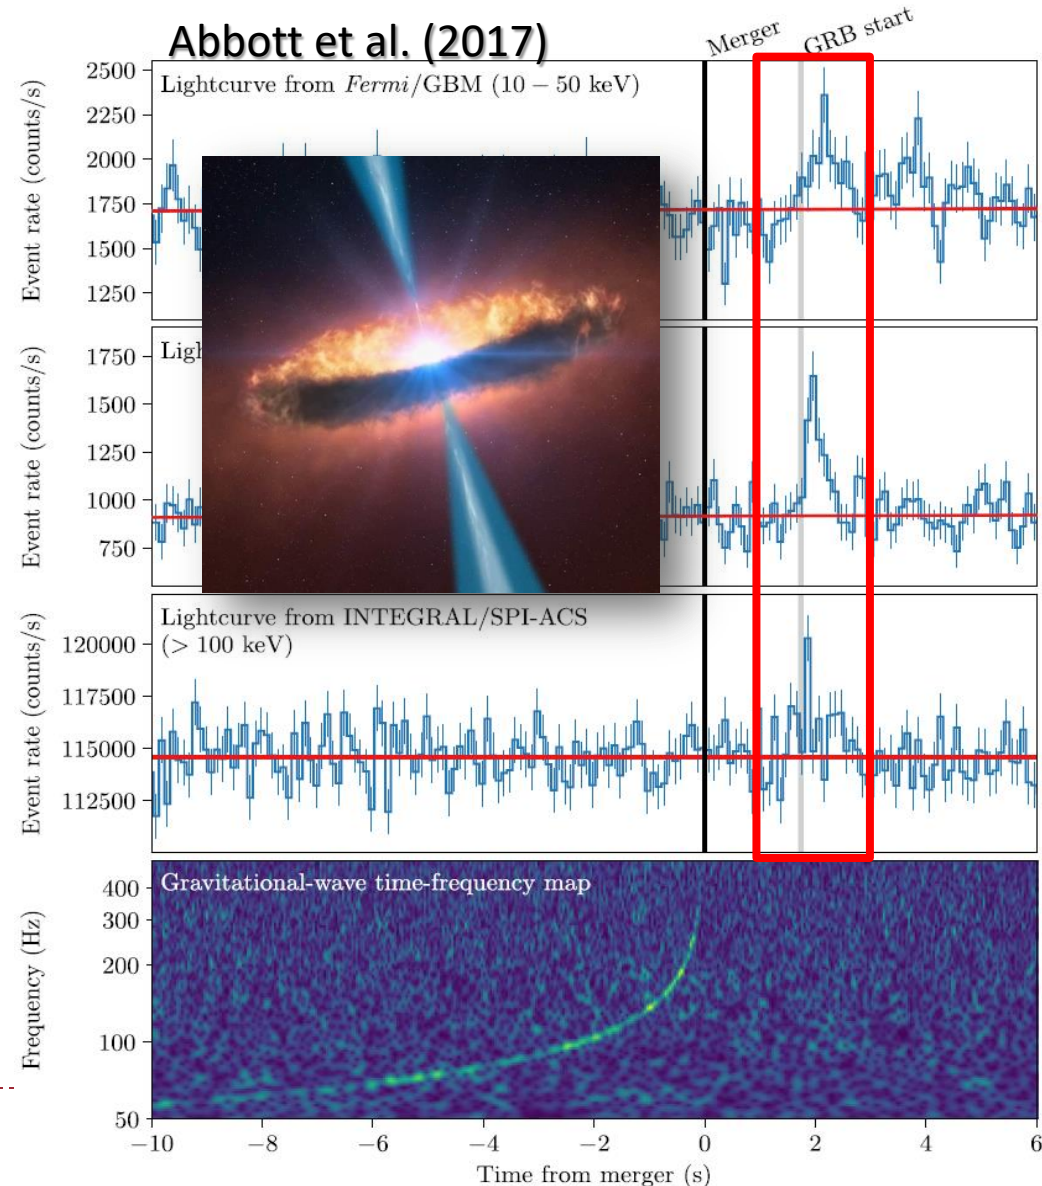 Abbott et al. (2017)
Merger
GRB start
Lightcurve from Fermi/GBM (10 − 50 keV)
Event rate (counts/s)
2500
2250
2000
1750
1500
1250
Event rate (counts/s)
1750
1500
1250
1000
750
Lightcurve from INTEGRAL/SPI-ACS
(> 100 keV)
Event rate (counts/s)
120000
117500
115000
112500
Gravitational-wave time-frequency map
Frequency (Hz)
400
300
200
100
50
−10 −8 −6 −4 −2 0 2 4 6
Time from merger (s)